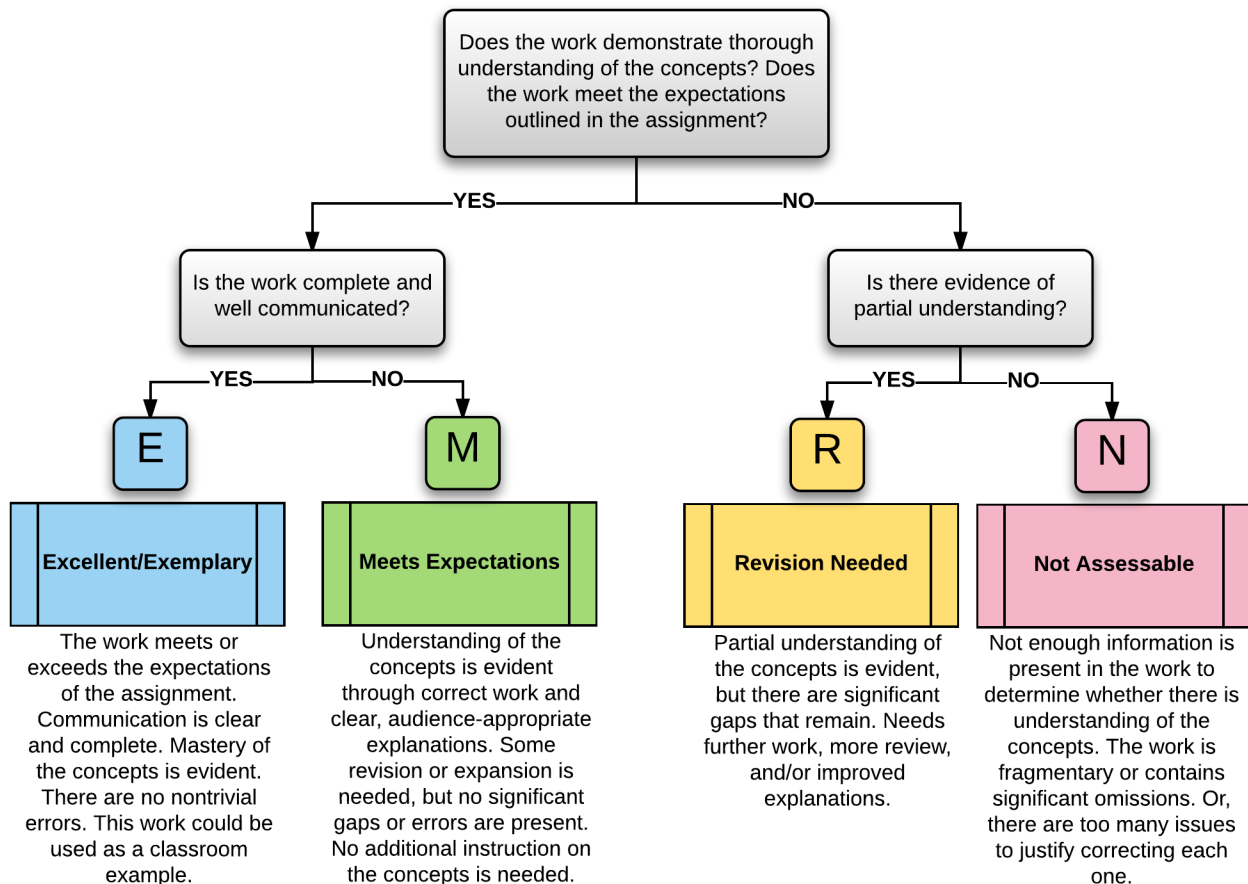 Does the work demonstrate thorough
understanding of the concepts? Does
the work meet the expectations
outlined in the assignment?
YES
NO
Is the work complete and
well communicated?
Is there evidence of
partial understanding?
YES
NO
YES
NO
E
M
R
N
Excellent/Exemplary
Meets Expectations
Revision Needed
Not Assessable
The work meets or
exceeds the expectations
of the assignment.
Communication is clear
and complete. Mastery of
the concepts is evident.
There are no nontrivial
errors. This work could be
used as a classroom
example.
Understanding of the
concepts is evident
through correct work and
clear, audience-appropriate
explanations. Some
revision or expansion is
needed, but no significant
gaps or errors are present.
No additional instruction on
the concepts is needed.
Partial understanding of
the concepts is evident,
but there are significant
gaps that remain. Needs
further work, more review,
and/or improved
explanations.
Not enough information is
present in the work to
determine whether there is
understanding of the
concepts. The work is
fragmentary or contains
significant omissions. Or,
there are too many issues
to justify correcting each
one.